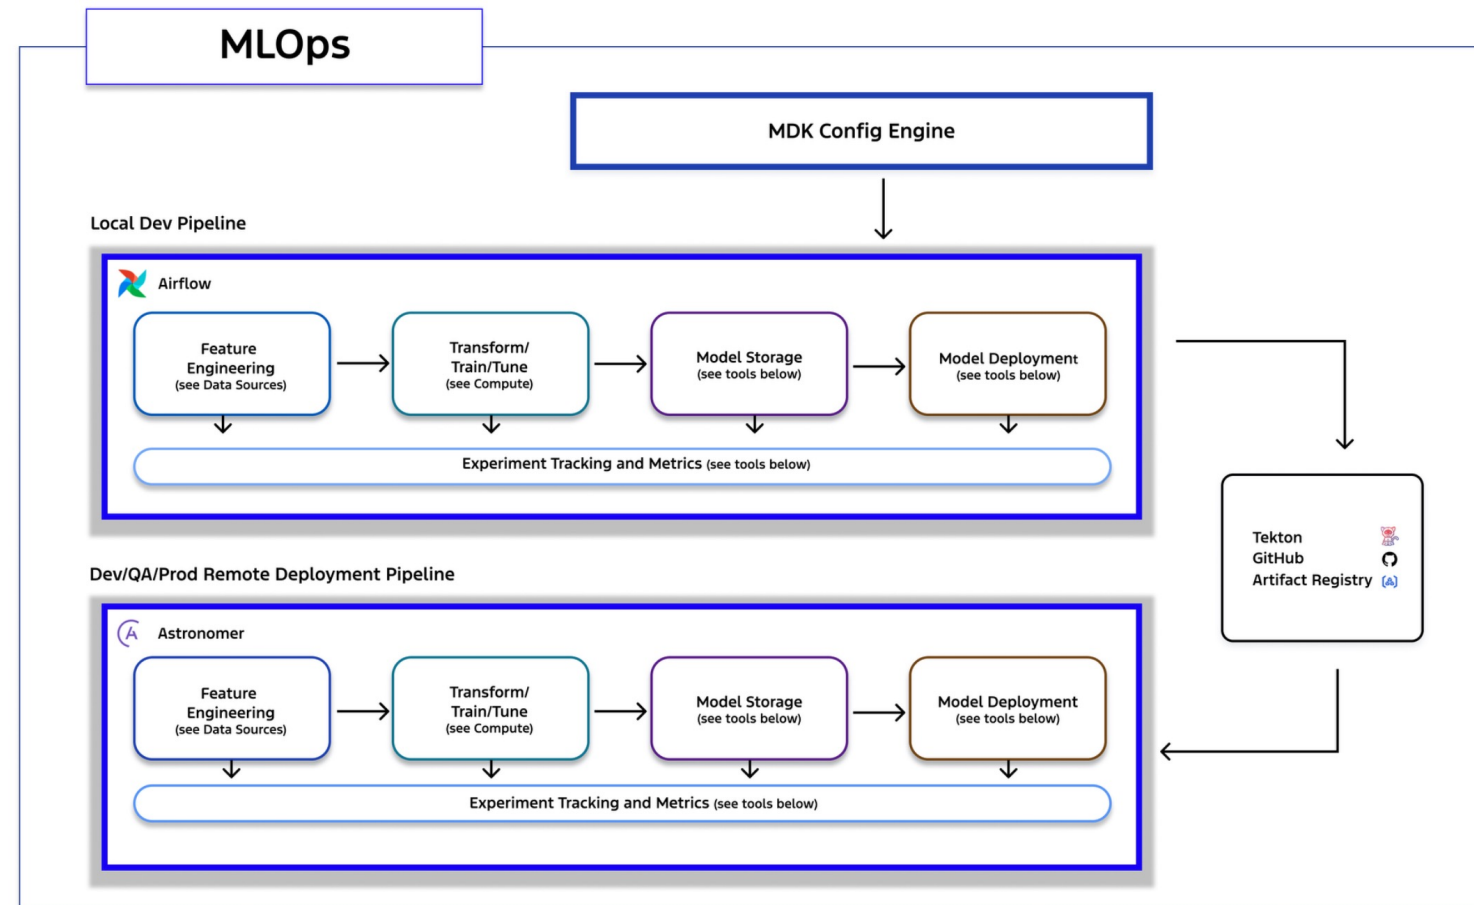 MLOps
MDK Config Engine
Local Dev Pipeline
Airflow
Feature
Engineering
(see Data Sources)
Transform/
Train/Tune
(see Compute)
Model Storage
(see tools below)
Model Deployment
(see tools below)
Experiment Tracking and Metrics (see tools below)
Tekton
GitHub
Artifact Registry
Dev/QA/Prod Remote Deployment Pipeline
Astronomer
Feature
Engineering
(see Data Sources)
Transform/
Train/Tune
(see Compute)
Model Storage
(see tools below)
Model Deployment
(see tools below)
Experiment Tracking and Metrics (see tools below)